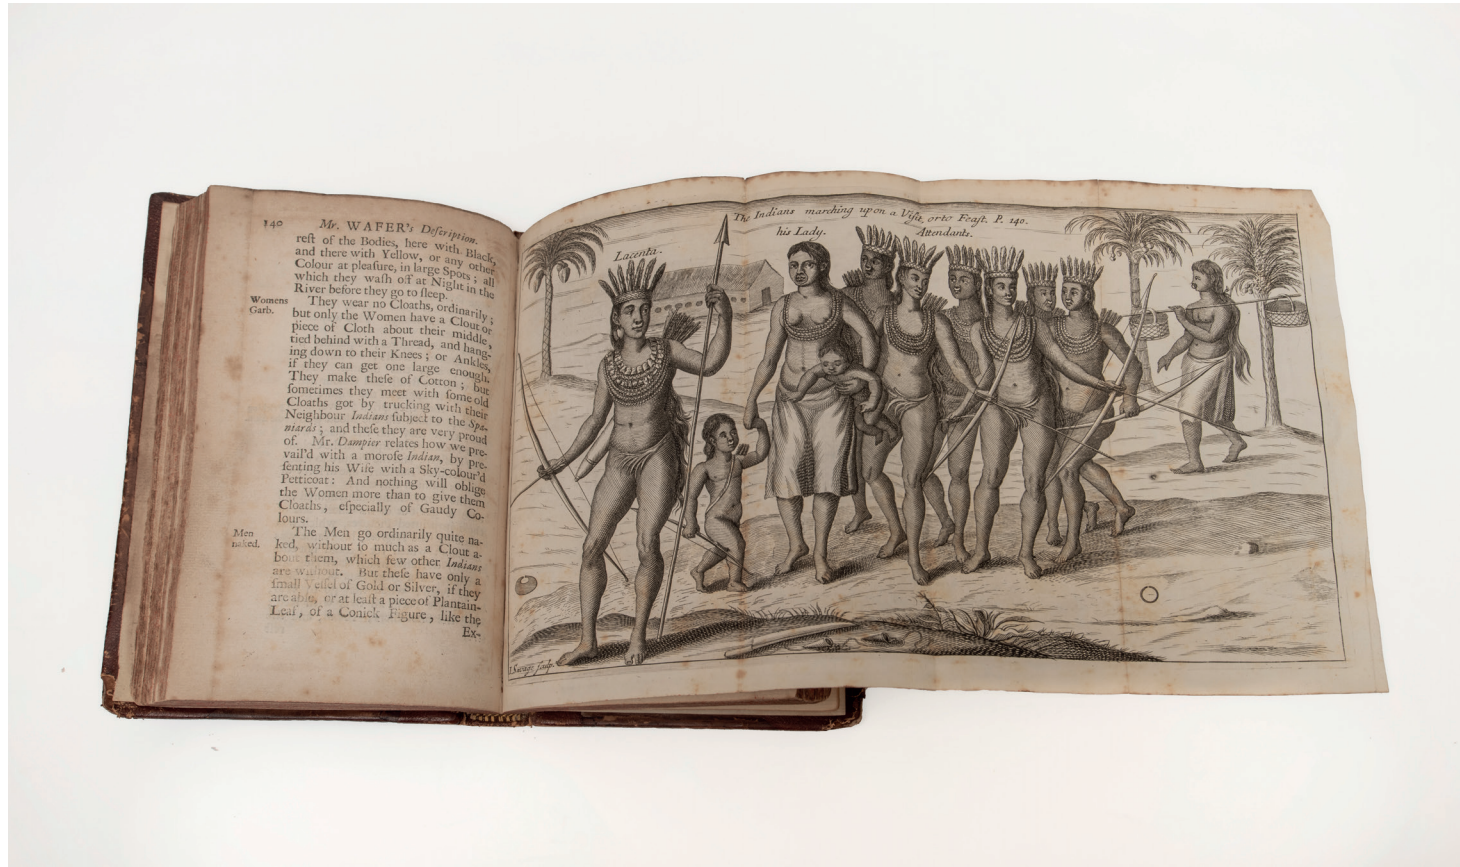 140 Mr. WAFER's Deſcription.
reſt of the Bodies, here with Black,
and there with Yellow, or any other
Colour at pleaſure, in large Spots; all
which they waſh off at Night in the
River before they go to ſleep.
Womens
Garb.
They wear no Cloaths, ordinarily;
but only the Women have a Clout or
piece of Cloth about their middle,
tied behind with a Thread, and hang-
ing down to their Knees; or Ankles,
if they can get one large enough.
They make theſe of Cotton; but
ſometimes they meet with ſome old
Cloaths got by trucking with their
Neighbour Indians ſubject to the Spa-
niards; and theſe they are very proud
of. Mr. Dampier relates how we pre-
vail'd with a moroſe Indian, by pre-
ſenting his Wife with a Sky-colour'd
Petticoat: And nothing will oblige
the Women more than to give them
Cloaths, eſpecially of Gaudy Co-
lours.
Men
naked.
The Men go ordinarily quite na-
ked, without ſo much as a Clout a-
bout them, which few other Indians
are without. But theſe have only a
ſmall Veſſel of Gold or Silver, if they
are able, or at leaſt a piece of Plantain-
Leaf, of a Conick Figure, like the
Ex-
The Indians marching upon a Viſit, or to Feaſt. P. 140.
Lacenta.
his Lady.
Attendants.
I Savage ſculp.